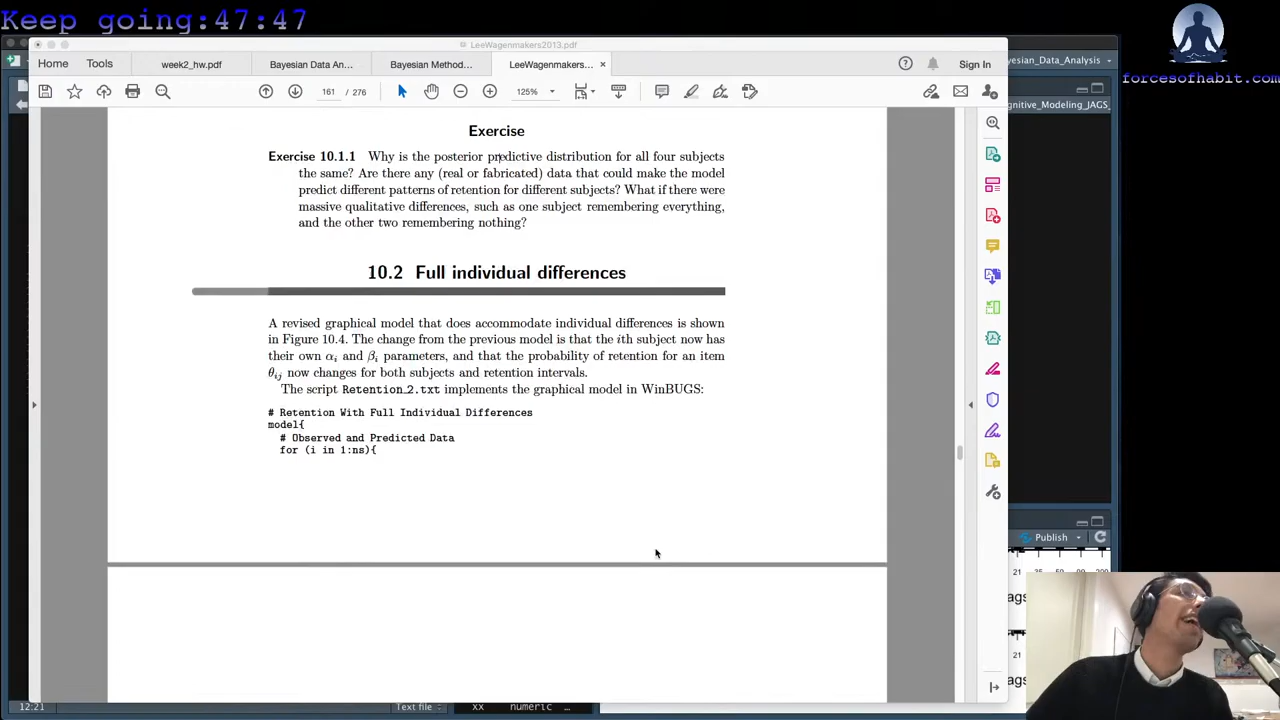 Keep going:47:47
forcesofhabit.com
LeeWagenmakers2013.pdf
Home
Tools
week2_hw.pdf
Bayesian Data An...
Bayesian Method...
LeeWagenmakers...
×
Sign In
yesian_Data_Analysis
161 / 276
125%
gnitive_Modeling_JAGS_
Exercise
Exercise 10.1.1 Why is the posterior predictive distribution for all four subjects
the same? Are there any (real or fabricated) data that could make the model
predict different patterns of retention for different subjects? What if there were
massive qualitative differences, such as one subject remembering everything,
and the other two remembering nothing?
10.2 Full individual differences
A revised graphical model that does accommodate individual differences is shown
in Figure 10.4. The change from the previous model is that the ith subject now has
their own αi and βi parameters, and that the probability of retention for an item
θij now changes for both subjects and retention intervals.
The script Retention_2.txt implements the graphical model in WinBUGS:
# Retention With Full Individual Differences
model{
# Observed and Predicted Data
for (i in 1:ns){
Publish
12:21
Text file
xx numeric ...